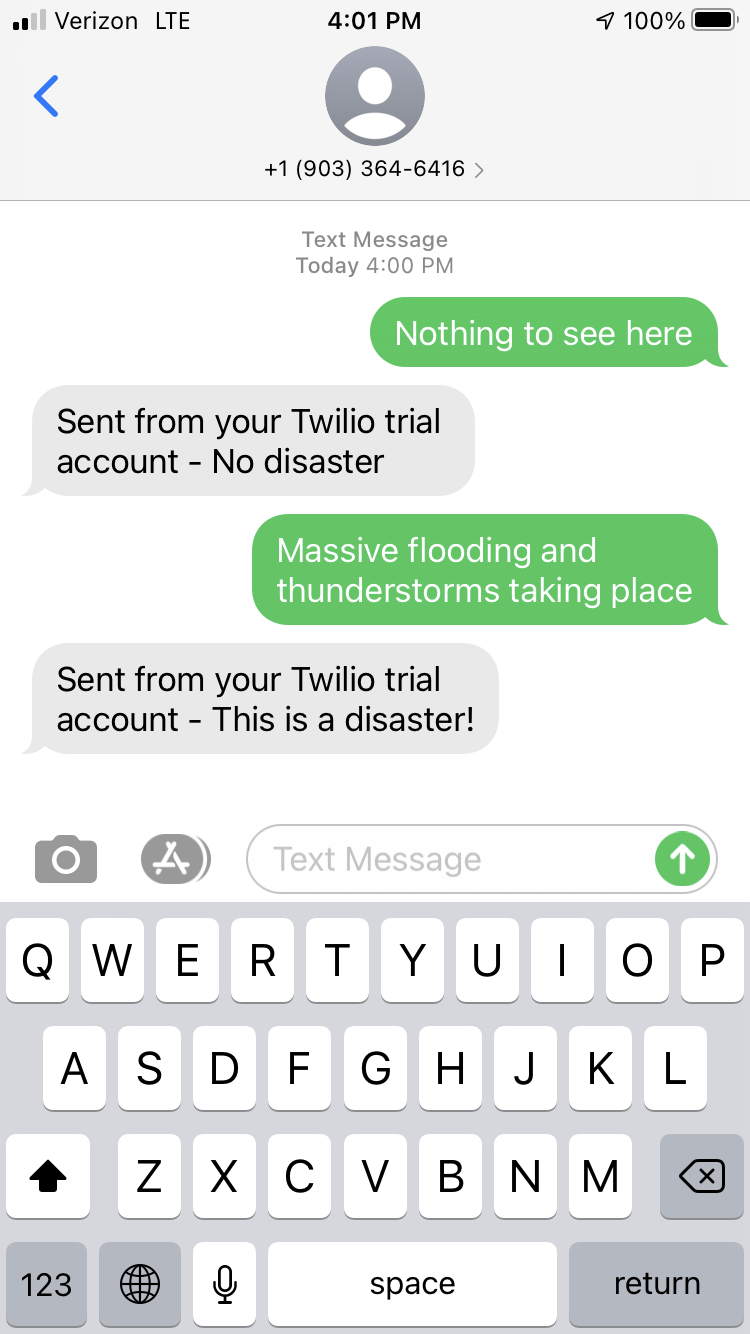 Verizon LTE 4:01 PM 100%
+1 (903) 364-6416
Text Message
Today 4:00 PM
Nothing to see here
Sent from your Twilio trial
account - No disaster
Massive flooding and
thunderstorms taking place
Sent from your Twilio trial
account - This is a disaster!
Text Message
Q W E R T Y U I O P
A S D F G H J K L
Z X C V B N M
123 space return